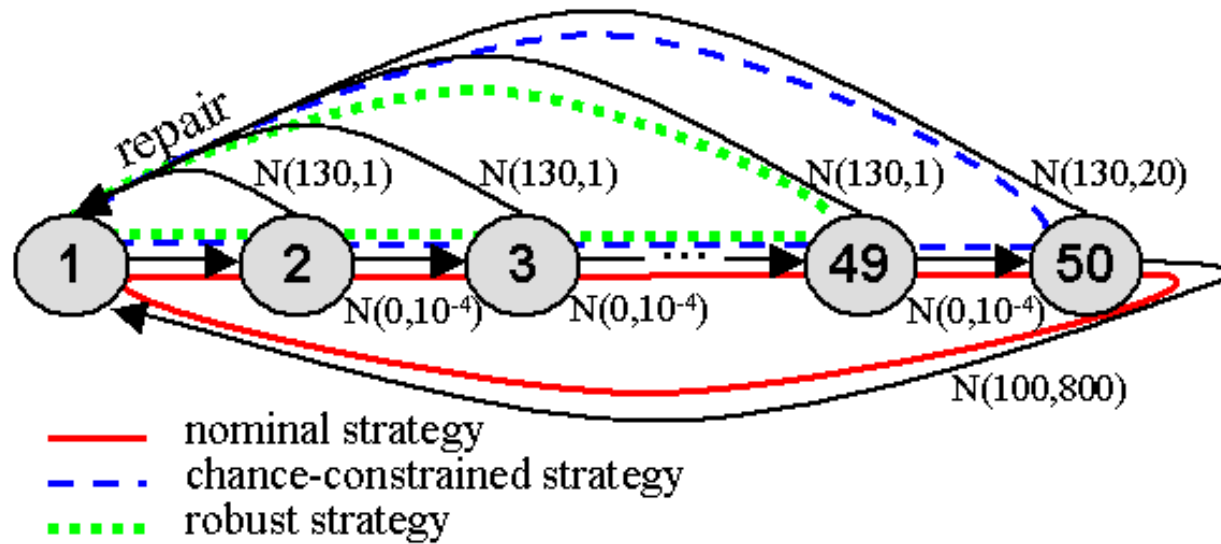 repair
N(130,1) N(130,1) N(130,1) N(130,20)
1 2 3 ... 49 50
N(0,10⁻⁴) N(0,10⁻⁴) N(0,10⁻⁴)
N(100,800)
nominal strategy
chance-constrained strategy
robust strategy